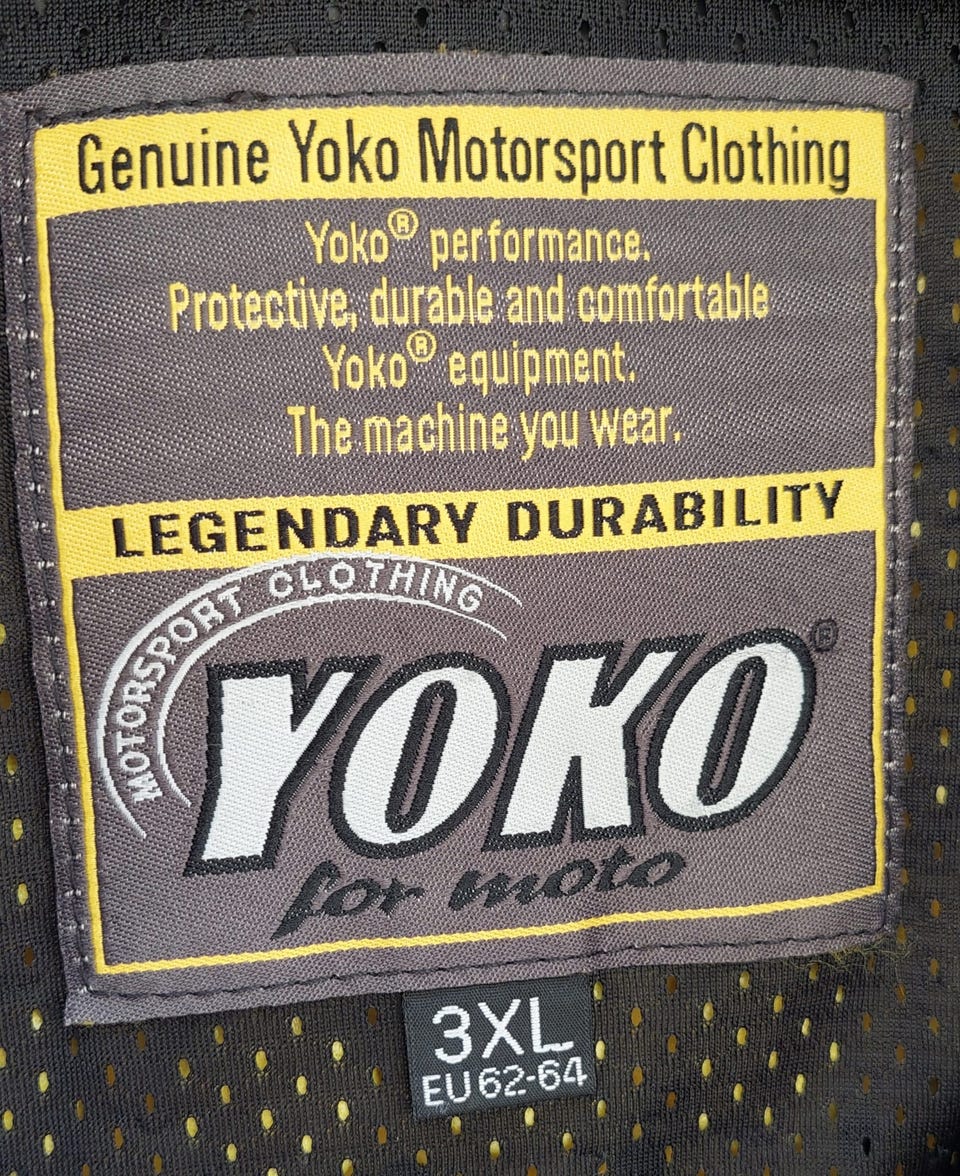 Genuine Yoko Motorsport Clothing
Yoko® performance.
Protective, durable and comfortable
Yoko® equipment.
The machine you wear.
LEGENDARY DURABILITY
MOTORSPORT CLOTHING
YOKO®
for moto
3XL
EU 62-64